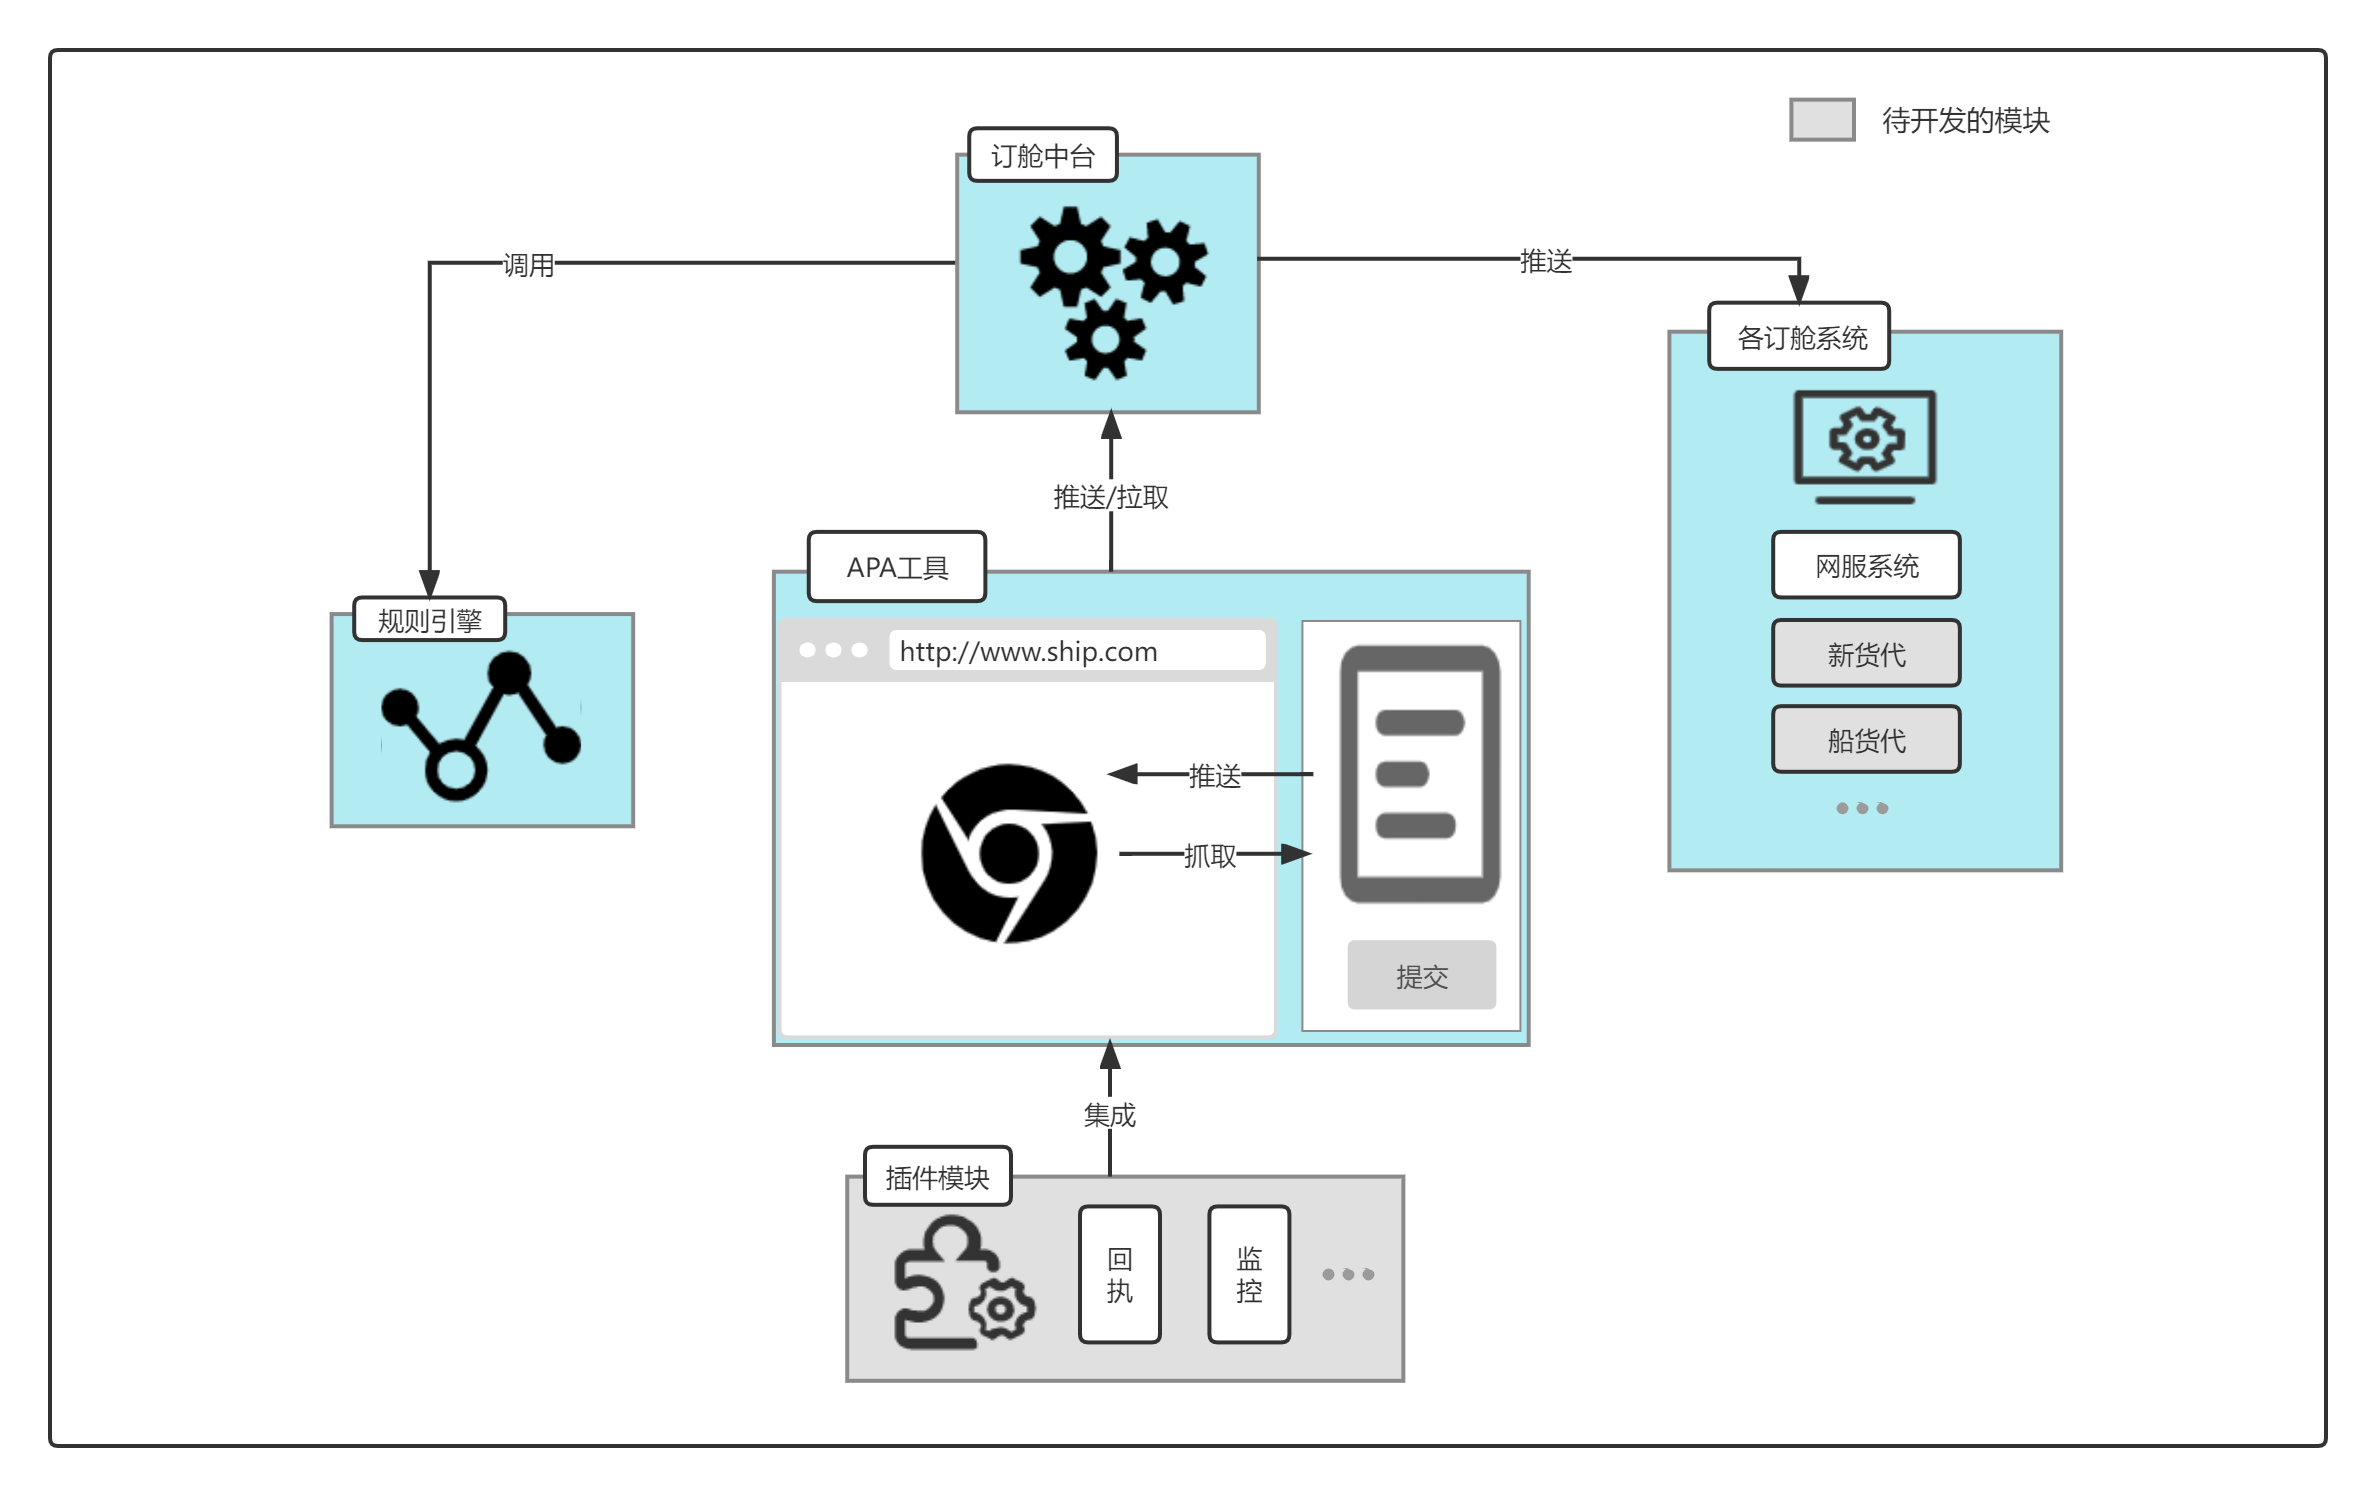 待开发的模块
订舱中台
调用
推送
各订舱系统
推送/拉取
APA工具
网服系统
规则引擎
http://www.ship.com
新货代
船货代
推送
抓取
提交
集成
插件模块
回
执
监
控